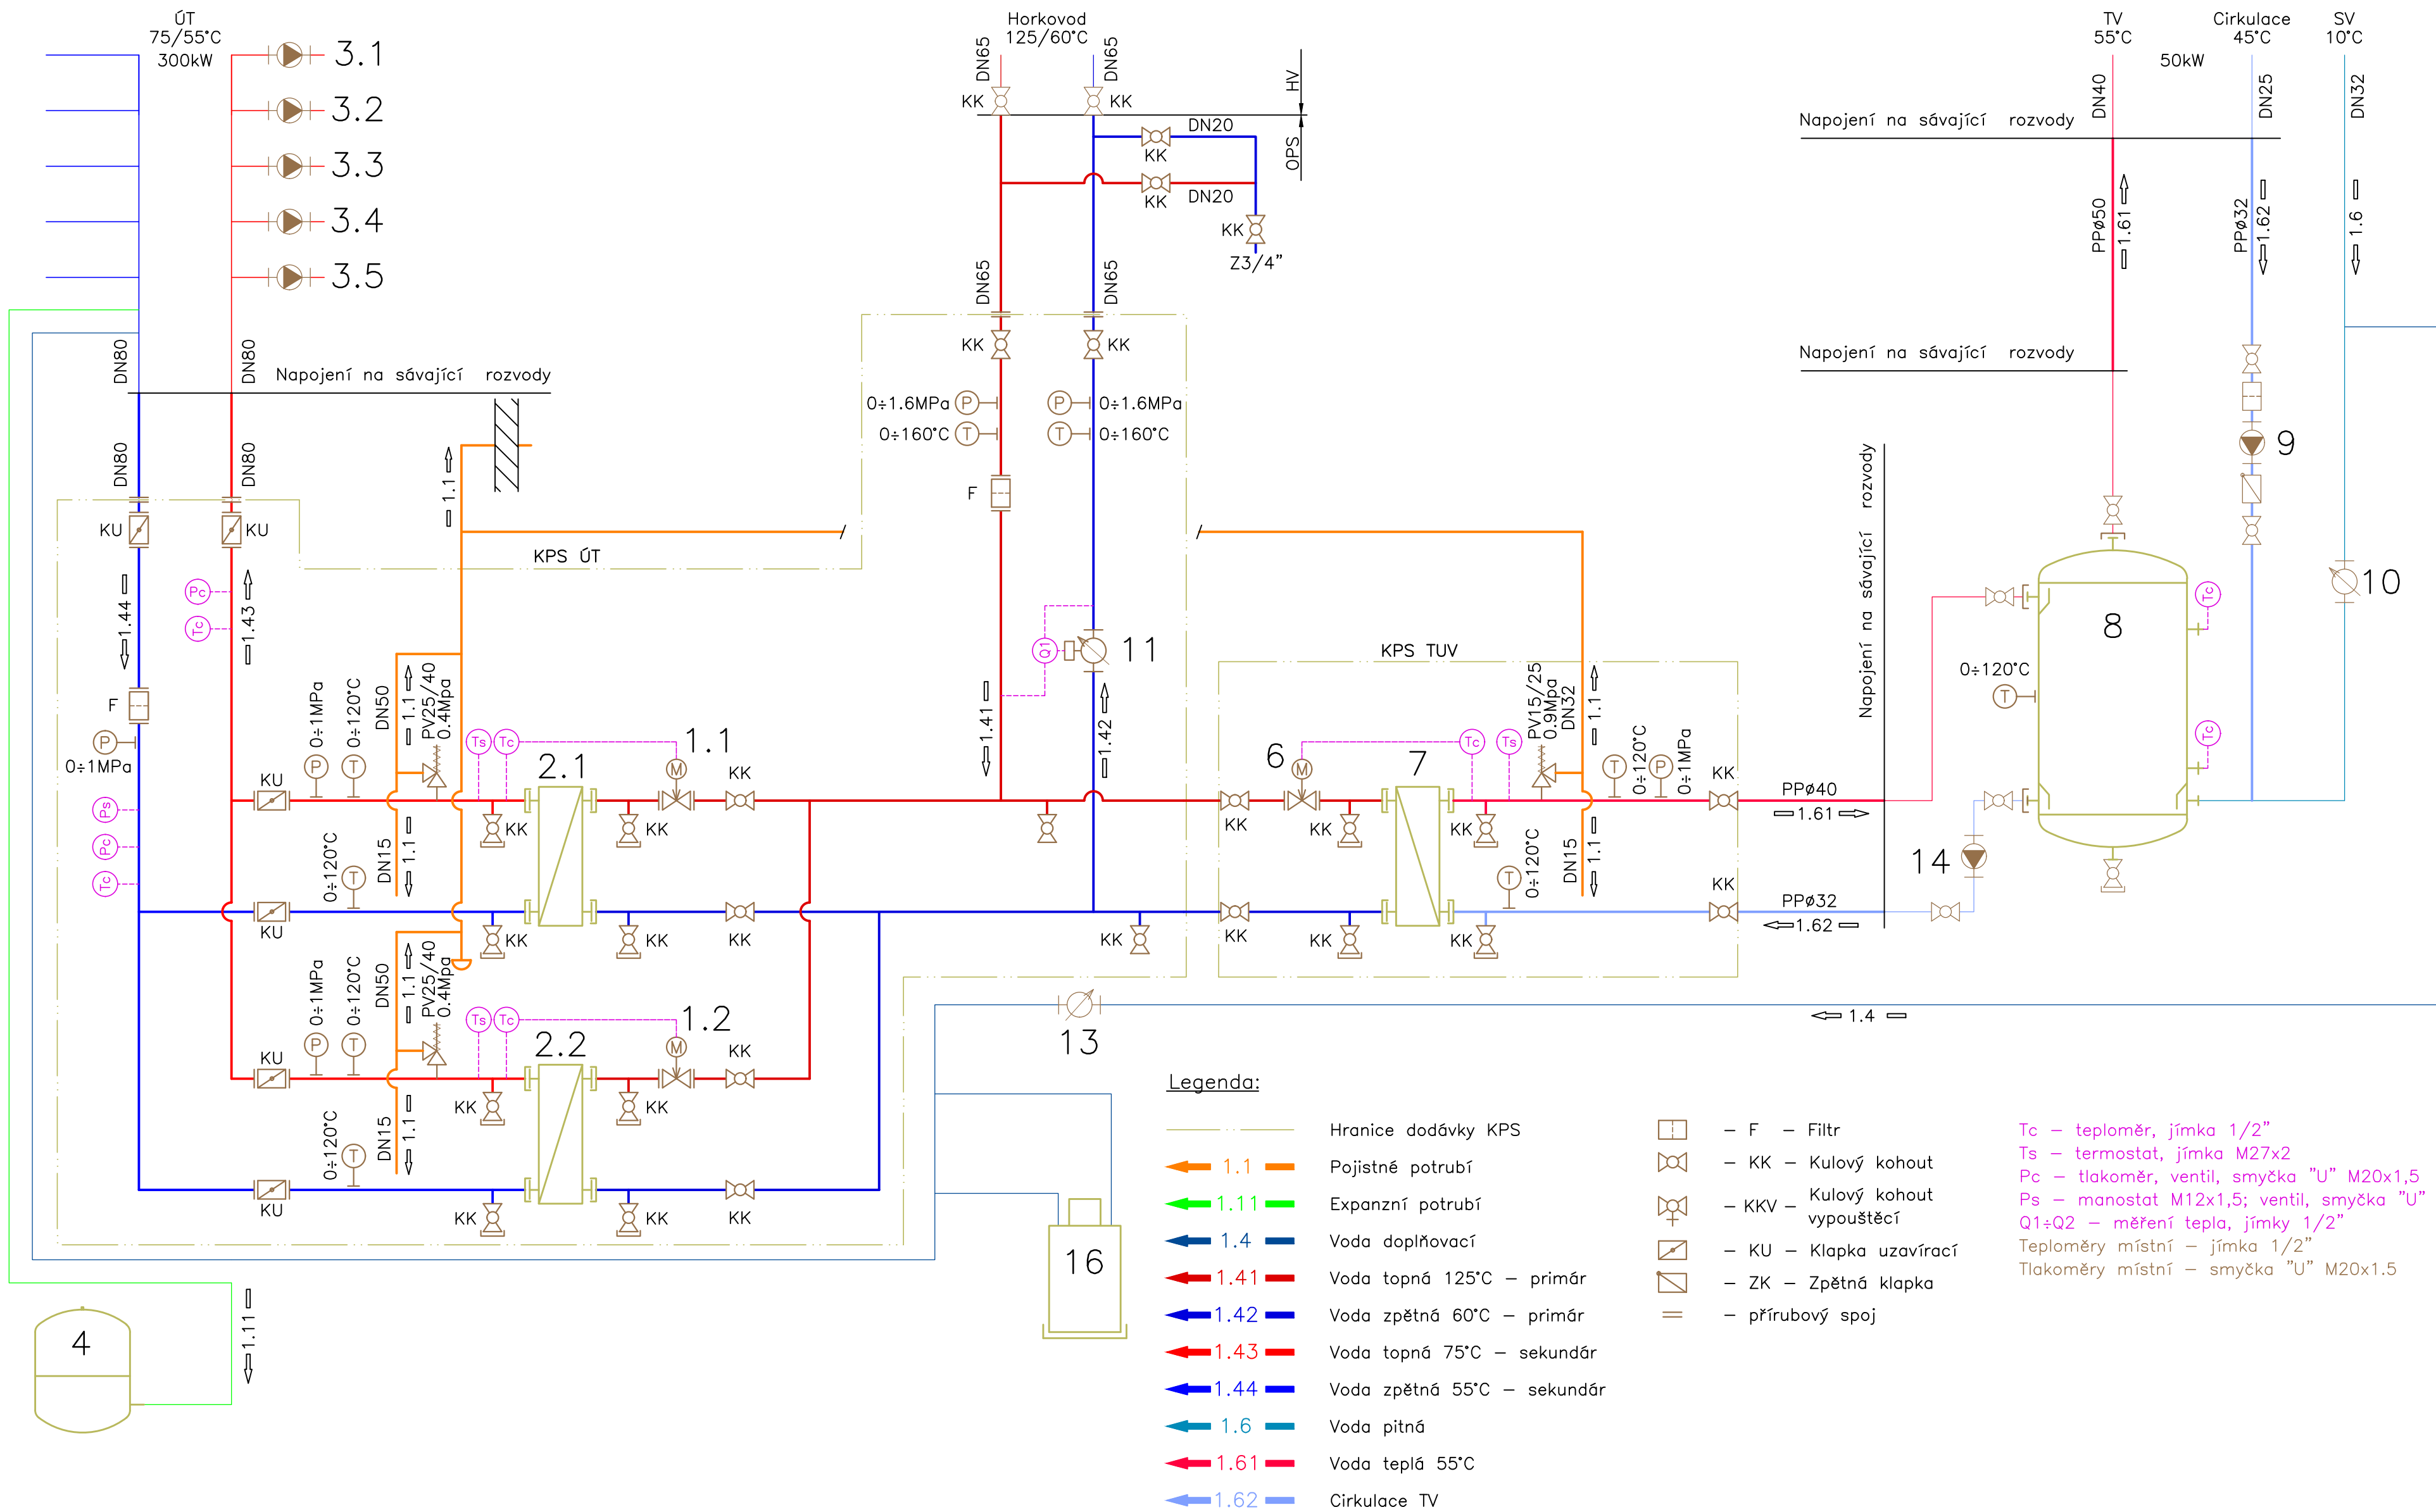 ÚT
75/55°C
300kW
3.1
3.2
3.3
3.4
3.5
DN80
DN80
Napojení na sávající rozvody
DN80
DN80
KU
KU
KPS ÚT
1.1
1.44
1.43
Pc
Tc
F
P
0÷1MPa
Ps
Pc
Tc
Horkovod
125/60°C
DN65
DN65
KK
KK
HV
OPS
DN20
KK
DN20
KK
KK
Z3/4"
DN65
DN65
KK
KK
0÷1.6MPa
P
P
0÷1.6MPa
0÷160°C
T
T
0÷160°C
F
Q1
11
1.41
1.42
TV
55°C
50kW
Cirkulace
45°C
SV
10°C
DN40
DN25
DN32
Napojení na sávající rozvody
PPø50
1.61
PPø32
1.62
1.6
Napojení na sávající rozvody
9
10
8
Tc
0÷120°C
T
Tc
14
Napojení na sávající rozvody
KU
0÷1MPa
P
0÷120°C
T
DN50
1.1
PV25/40
0.4Mpa
Ts
Tc
1.1
M
2.1
KK
KK
KK
0÷120°C
T
DN15
1.1
KU
KK
KK
KK
KU
0÷1MPa
P
0÷120°C
T
DN50
1.1
PV25/40
0.4Mpa
Ts
Tc
1.2
M
2.2
KK
KK
KK
0÷120°C
T
DN15
1.1
KU
KK
KK
KK
KPS TUV
6
M
7
Tc
Ts
PV15/25
0.9Mpa
DN32
1.1
0÷120°C
T
0÷1MPa
P
KK
KK
KK
KK
PPø40
1.61
0÷120°C
T
DN15
1.1
KK
KK
KK
KK
KK
PPø32
1.62
13
1.4
16
4
1.11
Legenda:
Hranice dodávky KPS
1.1 Pojistné potrubí
1.11 Expanzní potrubí
1.4 Voda doplňovací
1.41 Voda topná 125°C – primár
1.42 Voda zpětná 60°C – primár
1.43 Voda topná 75°C – sekundár
1.44 Voda zpětná 55°C – sekundár
1.6 Voda pitná
1.61 Voda teplá 55°C
1.62 Cirkulace TV
– F – Filtr
– KK – Kulový kohout
– KKV – Kulový kohout
vypouštěcí
– KU – Klapka uzavírací
– ZK – Zpětná klapka
– přírubový spoj
Tc – teploměr, jímka 1/2"
Ts – termostat, jímka M27x2
Pc – tlakoměr, ventil, smyčka "U" M20x1,5
Ps – manostat M12x1,5; ventil, smyčka "U"
Q1÷Q2 – měření tepla, jímky 1/2"
Teploměry místní – jímka 1/2"
Tlakoměry místní – smyčka "U" M20x1.5